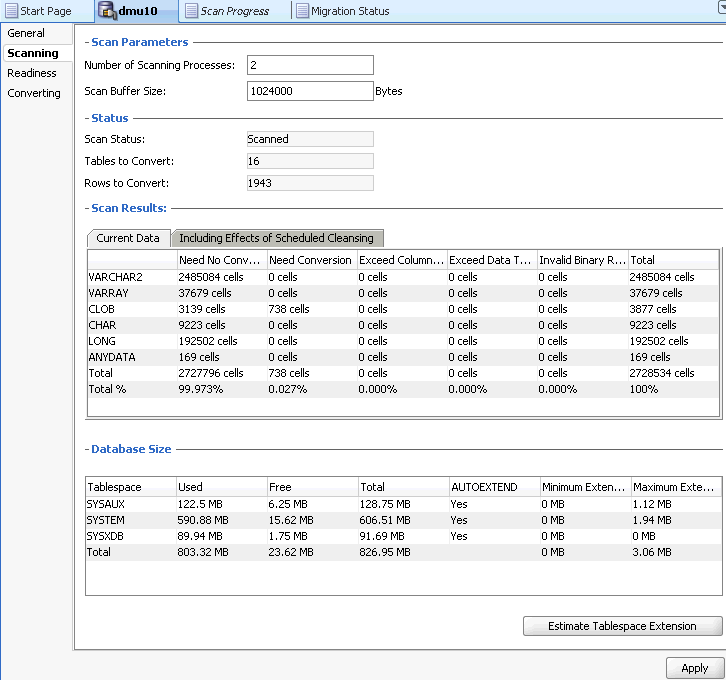 Start Page dmu10 Scan Progress Migration Status
General
Scanning
Readiness
Converting
Scan Parameters
Number of Scanning Processes: 2
Scan Buffer Size: 1024000 Bytes
Status
Scan Status: Scanned
Tables to Convert: 16
Rows to Convert: 1943
Scan Results:
Current Data Including Effects of Scheduled Cleansing
Need No Conv... Need Conversion Exceed Column... Exceed Data T... Invalid Binary R... Total
VARCHAR2 2485084 cells 0 cells 0 cells 0 cells 0 cells 2485084 cells
VARRAY 37679 cells 0 cells 0 cells 0 cells 0 cells 37679 cells
CLOB 3139 cells 738 cells 0 cells 0 cells 0 cells 3877 cells
CHAR 9223 cells 0 cells 0 cells 0 cells 0 cells 9223 cells
LONG 192502 cells 0 cells 0 cells 0 cells 0 cells 192502 cells
ANYDATA 169 cells 0 cells 0 cells 0 cells 0 cells 169 cells
Total 2727796 cells 738 cells 0 cells 0 cells 0 cells 2728534 cells
Total % 99.973% 0.027% 0.000% 0.000% 0.000% 100%
Database Size
Tablespace Used Free Total AUTOEXTEND Minimum Exten... Maximum Exte...
SYSAUX 122.5 MB 6.25 MB 128.75 MB Yes 0 MB 1.12 MB
SYSTEM 590.88 MB 15.62 MB 606.51 MB Yes 0 MB 1.94 MB
SYSXDB 89.94 MB 1.75 MB 91.69 MB Yes 0 MB 0 MB
Total 803.32 MB 23.62 MB 826.95 MB 0 MB 3.06 MB
Estimate Tablespace Extension
Apply